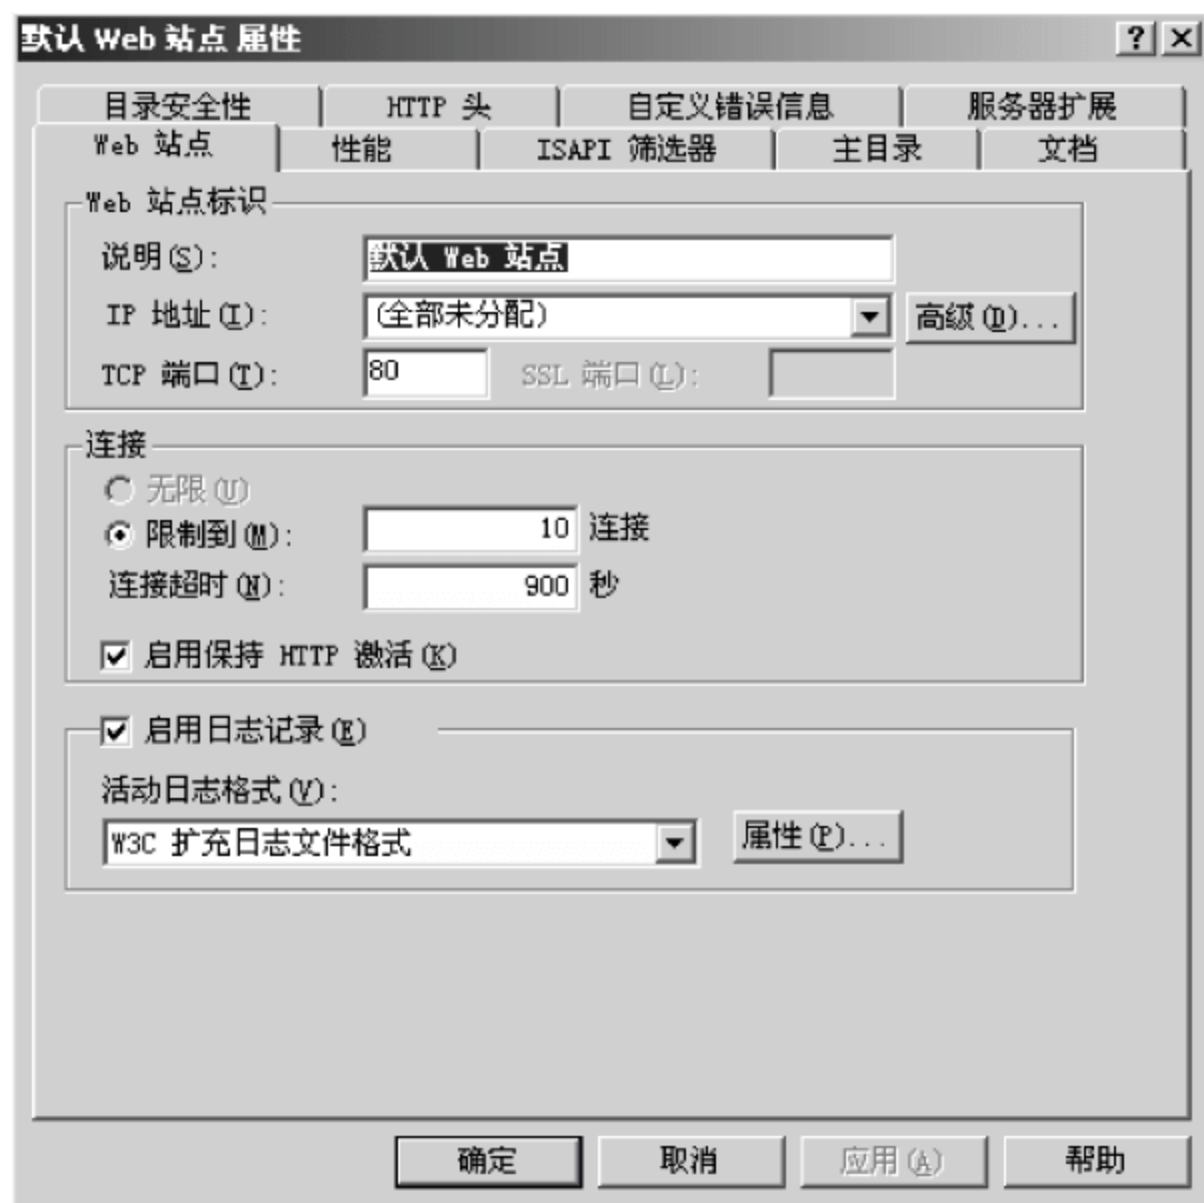 默认 Web 站点 属性
目录安全性 HTTP 头 自定义错误信息 服务器扩展
Web 站点 性能 ISAPI 筛选器 主目录 文档
Web 站点标识
说明(S): 默认 Web 站点
IP 地址(I): (全部未分配) 高级(D)...
TCP 端口(T): 80 SSL 端口(L):
连接
无限(U)
限制到(M): 10 连接
连接超时(N): 900 秒
启用保持 HTTP 激活(K)
启用日志记录(E)
活动日志格式(V):
W3C 扩充日志文件格式 属性(P)...
确定 取消 应用(A) 帮助